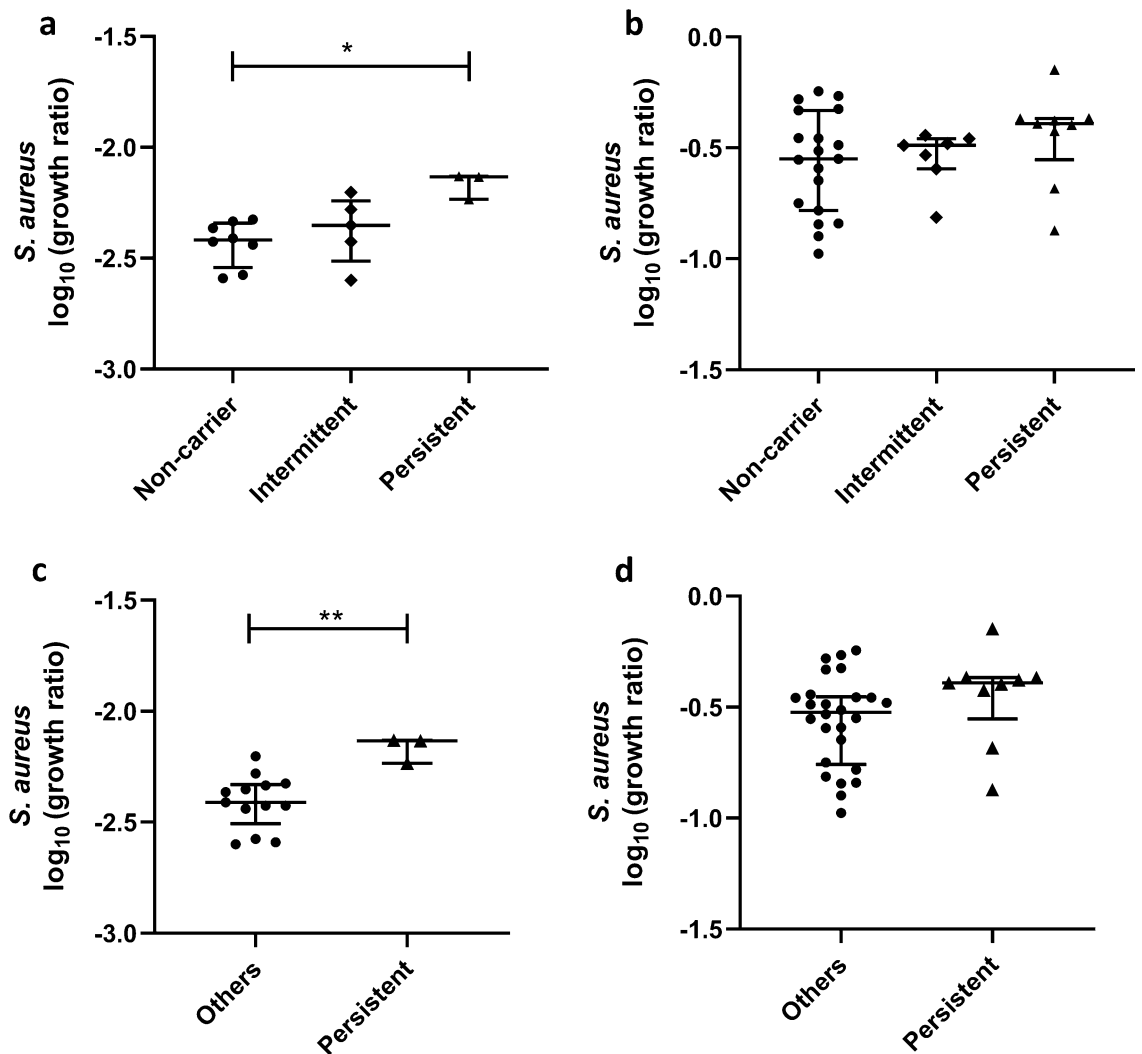 a
S. aureus
log10 (growth ratio)
-1.5
-2.0
-2.5
-3.0
*
Non-carrier
Intermittent
Persistent
b
S. aureus
log10 (growth ratio)
0.0
-0.5
-1.0
-1.5
Non-carrier
Intermittent
Persistent
c
S. aureus
log10 (growth ratio)
-1.5
-2.0
-2.5
-3.0
**
Others
Persistent
d
S. aureus
log10 (growth ratio)
0.0
-0.5
-1.0
-1.5
Others
Persistent